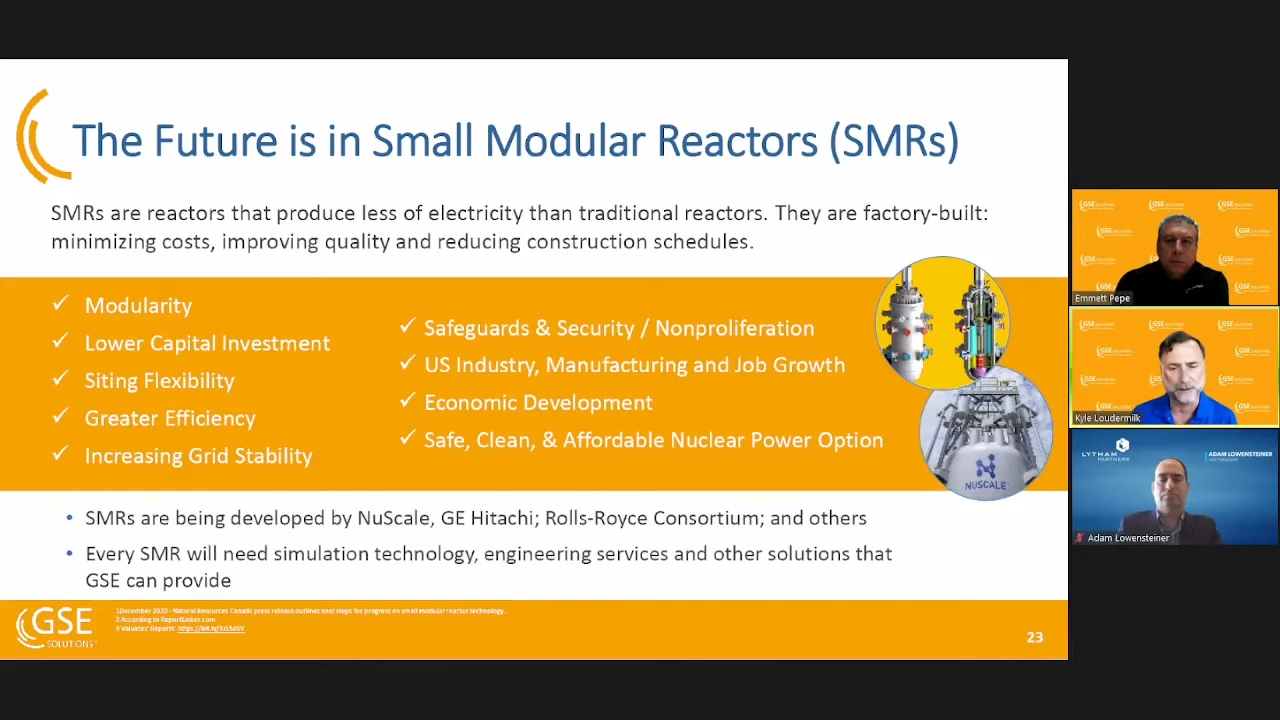 The Future is in Small Modular Reactors (SMRs)
SMRs are reactors that produce less of electricity than traditional reactors. They are factory-built:
minimizing costs, improving quality and reducing construction schedules.
✓ Modularity
✓ Lower Capital Investment
✓ Siting Flexibility
✓ Greater Efficiency
✓ Increasing Grid Stability
✓ Safeguards & Security / Nonproliferation
✓ US Industry, Manufacturing and Job Growth
✓ Economic Development
✓ Safe, Clean, & Affordable Nuclear Power Option
NUSCALE
• SMRs are being developed by NuScale, GE Hitachi; Rolls-Royce Consortium; and others
• Every SMR will need simulation technology, engineering services and other solutions that
GSE can provide
GSE
SOLUTIONS
1December 2020 - Natural Resources Canada press release outlines next steps for progress on small modular reactor technology.
2 According to ReportLinker.com
Valuates' Reports:
23
GSE SOLUTIONS
Emmett Pepe
GSE SOLUTIONS
Kyle Loudermilk
LYTHAM
PARTNERS
ADAM LOWENSTEINER
VICE PRESIDENT
Adam Lowensteiner